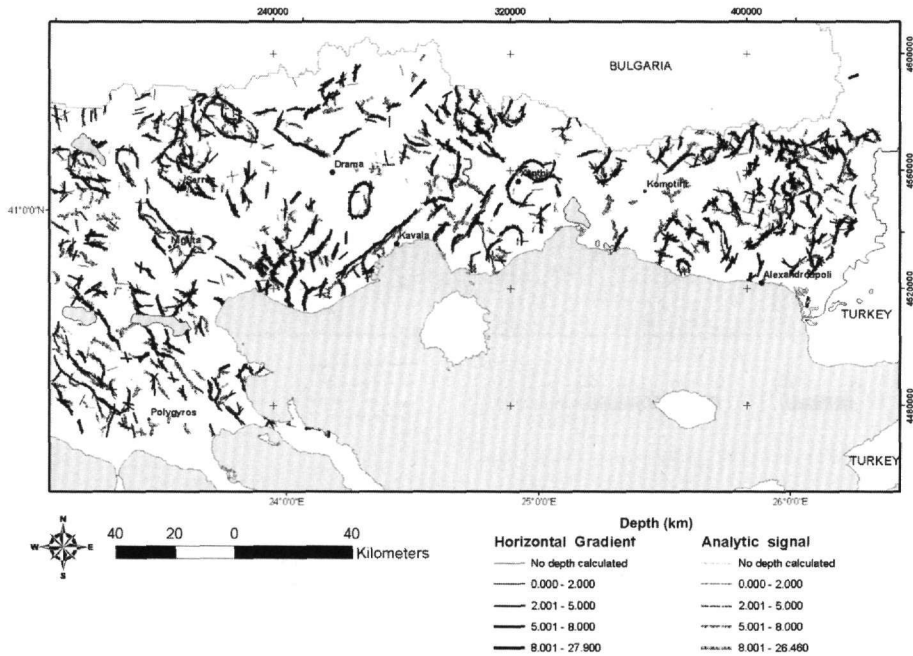 240000 320000 400000
4600000
BULGARIA
Drama
Serres
Xanthi
Komotini
4560000
41°0'0"N
Nigrita
Kavala
Alexandroupoli
4520000
TURKEY
Polygyros
4480000
TURKEY
24°0'0"E 25°0'0"E 26°0'0"E
N
W E
S
40 20 0 40
Kilometers
Depth (km)
Horizontal Gradient
No depth calculated
0.000 - 2.000
2.001 - 5.000
5.001 - 8.000
8.001 - 27.900
Analytic signal
No depth calculated
0.000 - 2.000
2.001 - 5.000
5.001 - 8.000
8.001 - 26.460